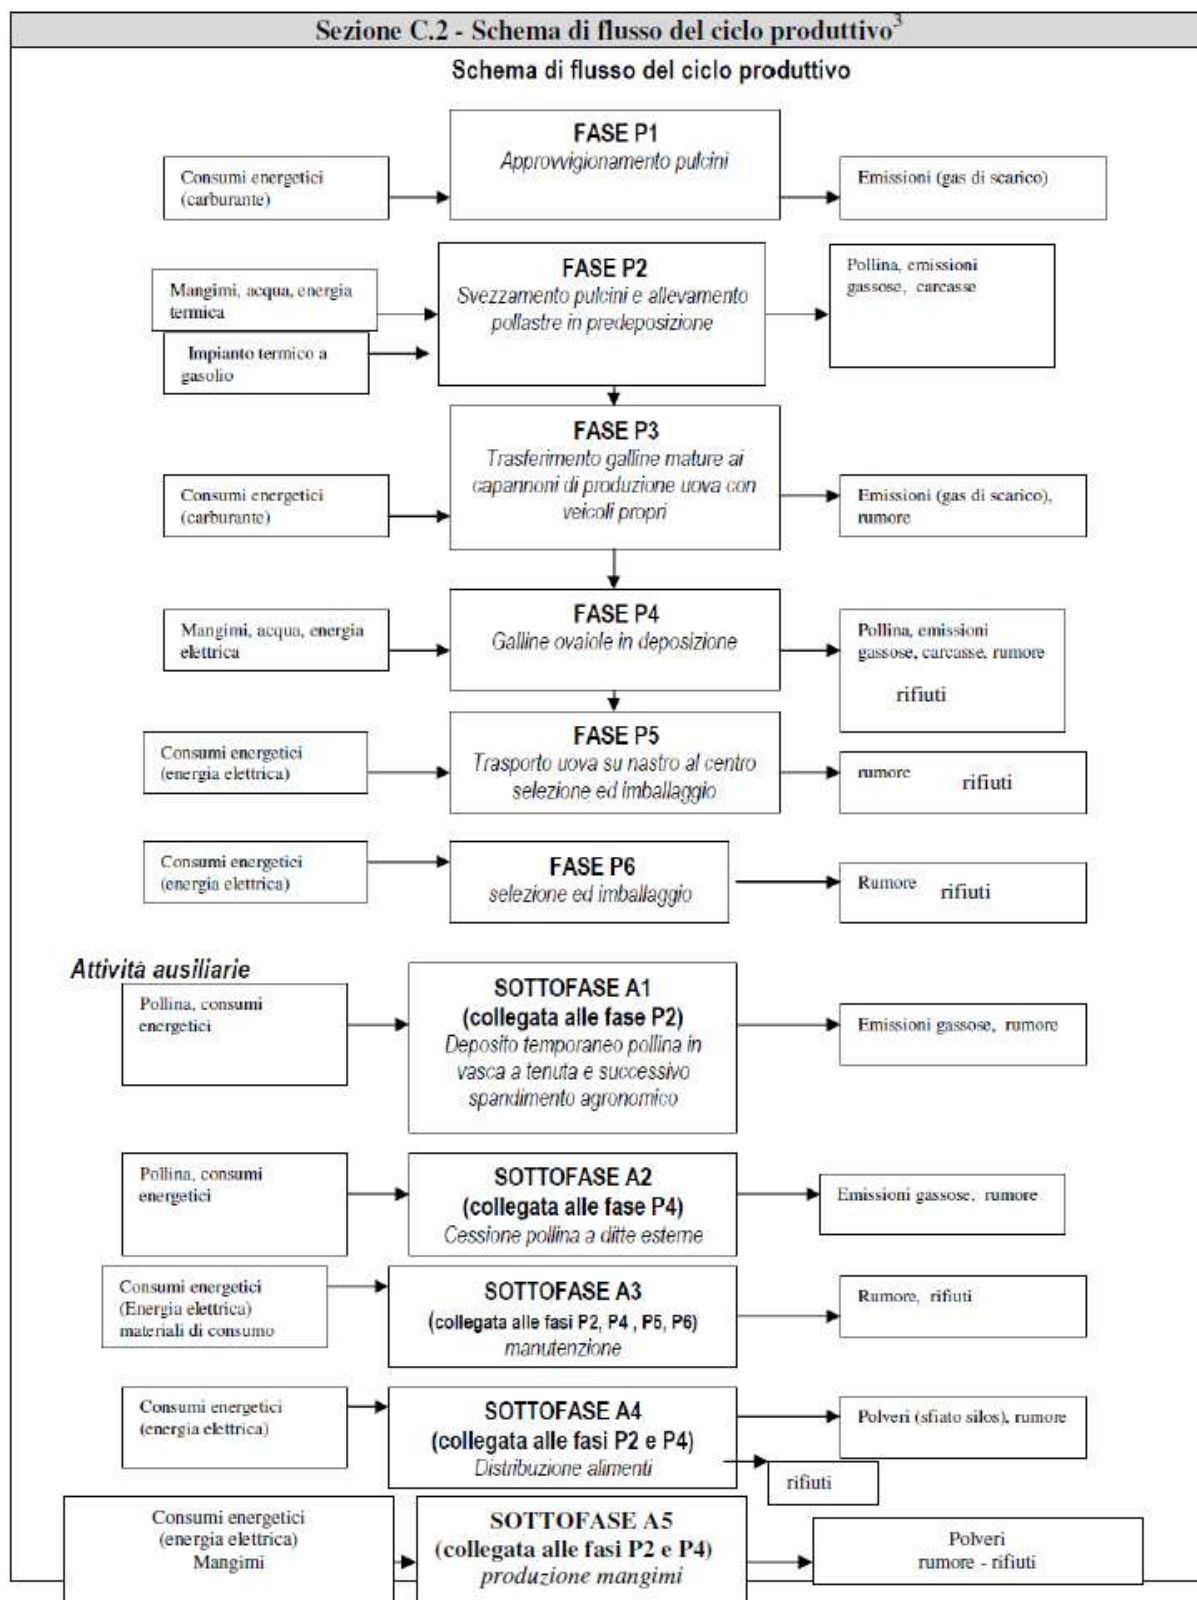 Sezione C.2 - Schema di flusso del ciclo produttivo³
Schema di flusso del ciclo produttivo
FASE P1
Approvvigionamento pulcini
Consumi energetici
(carburante)
Emissioni (gas di scarico)
FASE P2
Svezzamento pulcini e allevamento
pollastre in predeposizione
Mangimi, acqua, energia
termica
Impianto termico a
gasolio
Pollina, emissioni
gassose, carcasse
FASE P3
Trasferimento galline mature ai
capannoni di produzione uova con
veicoli propri
Consumi energetici
(carburante)
Emissioni (gas di scarico),
rumore
FASE P4
Galline ovaiole in deposizione
Mangimi, acqua, energia
elettrica
Pollina, emissioni
gassose, carcasse, rumore
rifiuti
FASE P5
Trasporto uova su nastro al centro
selezione ed imballaggio
Consumi energetici
(energia elettrica)
rumore rifiuti
FASE P6
selezione ed imballaggio
Consumi energetici
(energia elettrica)
Rumore rifiuti
Attività ausiliarie
SOTTOFASE A1
(collegata alle fase P2)
Deposito temporaneo pollina in
vasca a tenuta e successivo
spandimento agronomico
Pollina, consumi
energetici
Emissioni gassose, rumore
SOTTOFASE A2
(collegata alle fase P4)
Cessione pollina a ditte esterne
Pollina, consumi
energetici
Emissioni gassose, rumore
SOTTOFASE A3
(collegata alle fasi P2, P4 , P5, P6)
manutenzione
Consumi energetici
(Energia elettrica)
materiali di consumo
Rumore, rifiuti
SOTTOFASE A4
(collegata alle fasi P2 e P4)
Distribuzione alimenti
Consumi energetici
(energia elettrica)
Polveri (sfiato silos), rumore
rifiuti
SOTTOFASE A5
(collegata alle fasi P2 e P4)
produzione mangimi
Consumi energetici
(energia elettrica)
Mangimi
Polveri
rumore - rifiuti